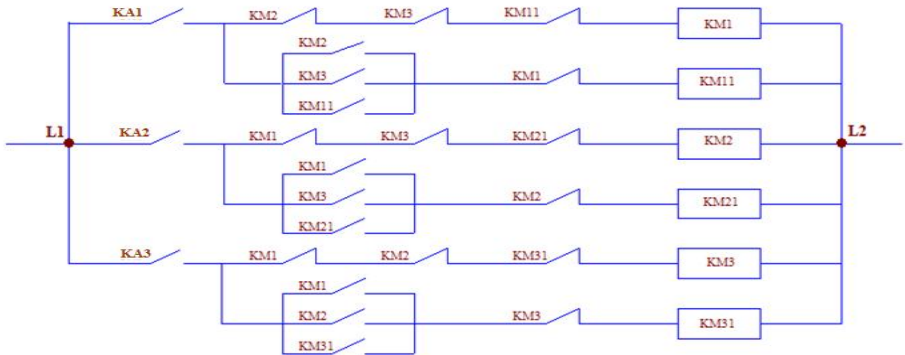 KA1 KM2 KM3 KM11 KM1
KM2
KM3 KM1 KM11
KM11
L1 KA2 KM1 KM3 KM21 KM2 L2
KM1
KM3 KM2 KM21
KM21
KA3 KM1 KM2 KM31 KM3
KM1
KM2 KM3 KM31
KM31